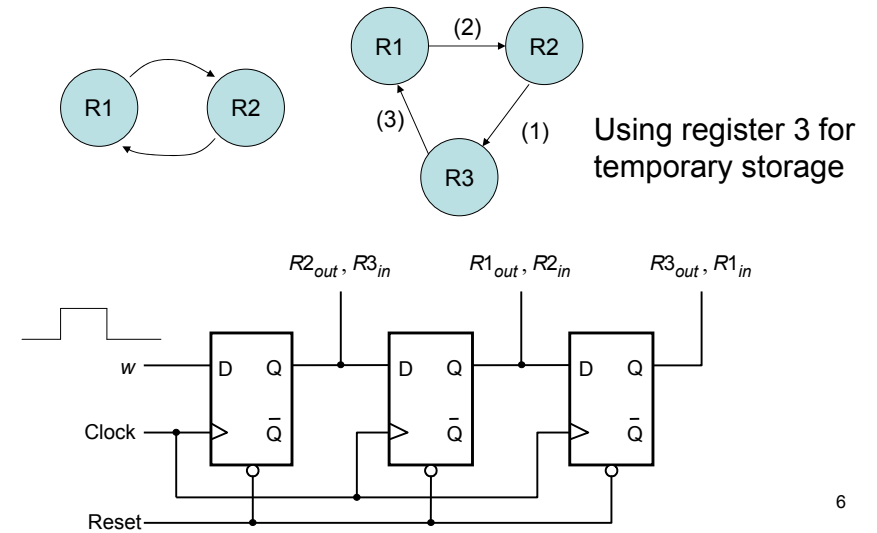 (2)
R1
R2
R1
R2
(3)
(1)
Using register 3 for
temporary storage
R3
R2out , R3in
R1out , R2in
R3out , R1in
w
D Q
D Q
D Q
Clock
Q̅
Q̅
Q̅
6
Reset